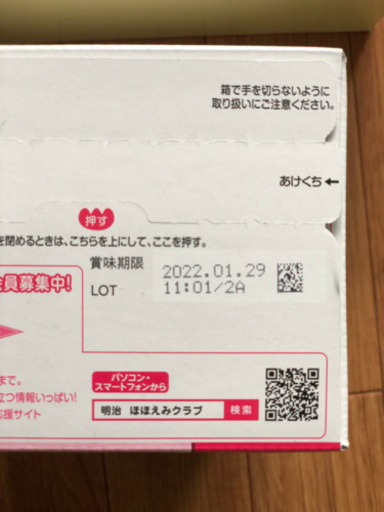 箱で手を切らないように
取り扱いにご注意ください。
あけくち←
押す
を閉めるときは、こちらを上にして、ここを押す。
賞味期限 2022.01.29
LOT 11:01/2A
員募集中!
パソコン・
スマートフォンから
まで。
立つ情報いっぱい!
応援サイト
明治 ほほえみクラブ 検索